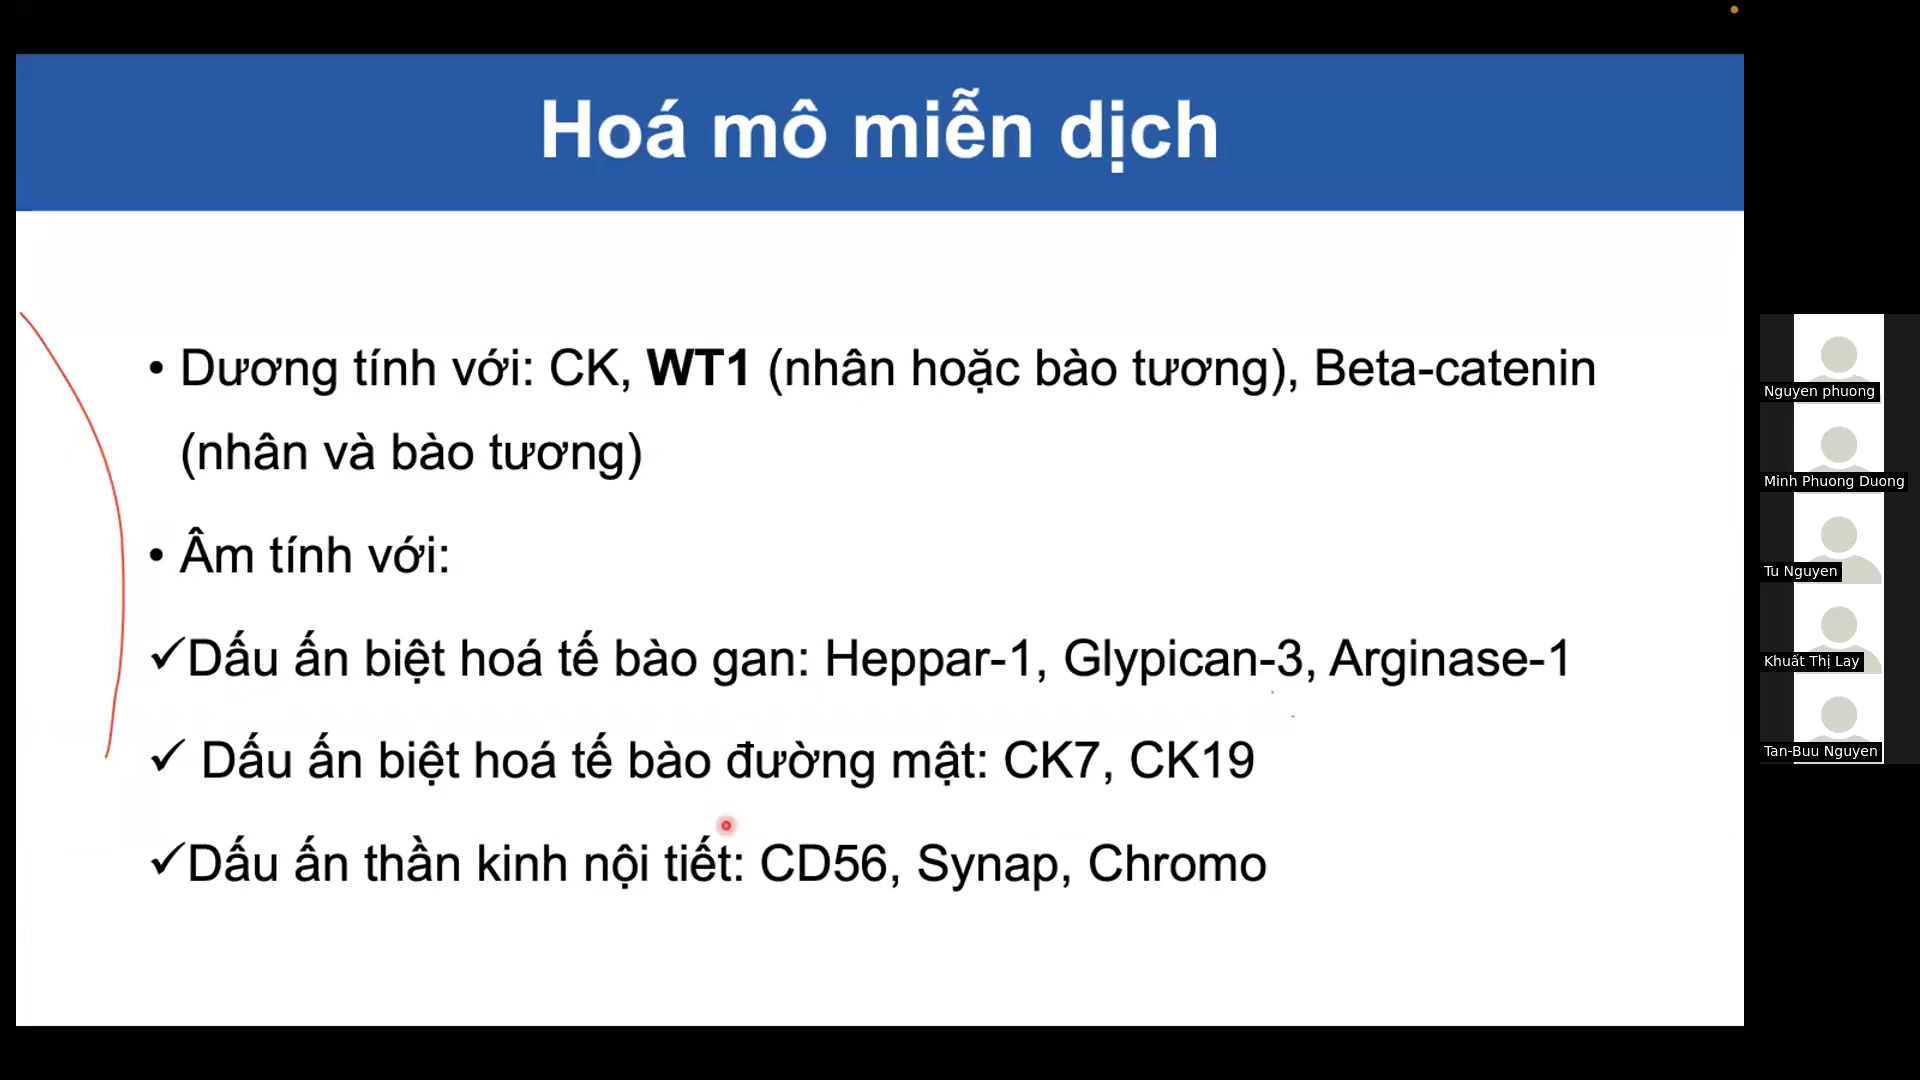 Hoá mô miễn dịch
• Dương tính với: CK, WT1 (nhân hoặc bào tương), Beta-catenin
(nhân và bào tương)
• Âm tính với:
✓Dấu ấn biệt hoá tế bào gan: Heppar-1, Glypican-3, Arginase-1
✓ Dấu ấn biệt hoá tế bào đường mật: CK7, CK19
✓Dấu ấn thần kinh nội tiết: CD56, Synap, Chromo
Nguyen phuong
Minh Phuong Duong
Tu Nguyen
Khuất Thị Lay
Tan-Buu Nguyen